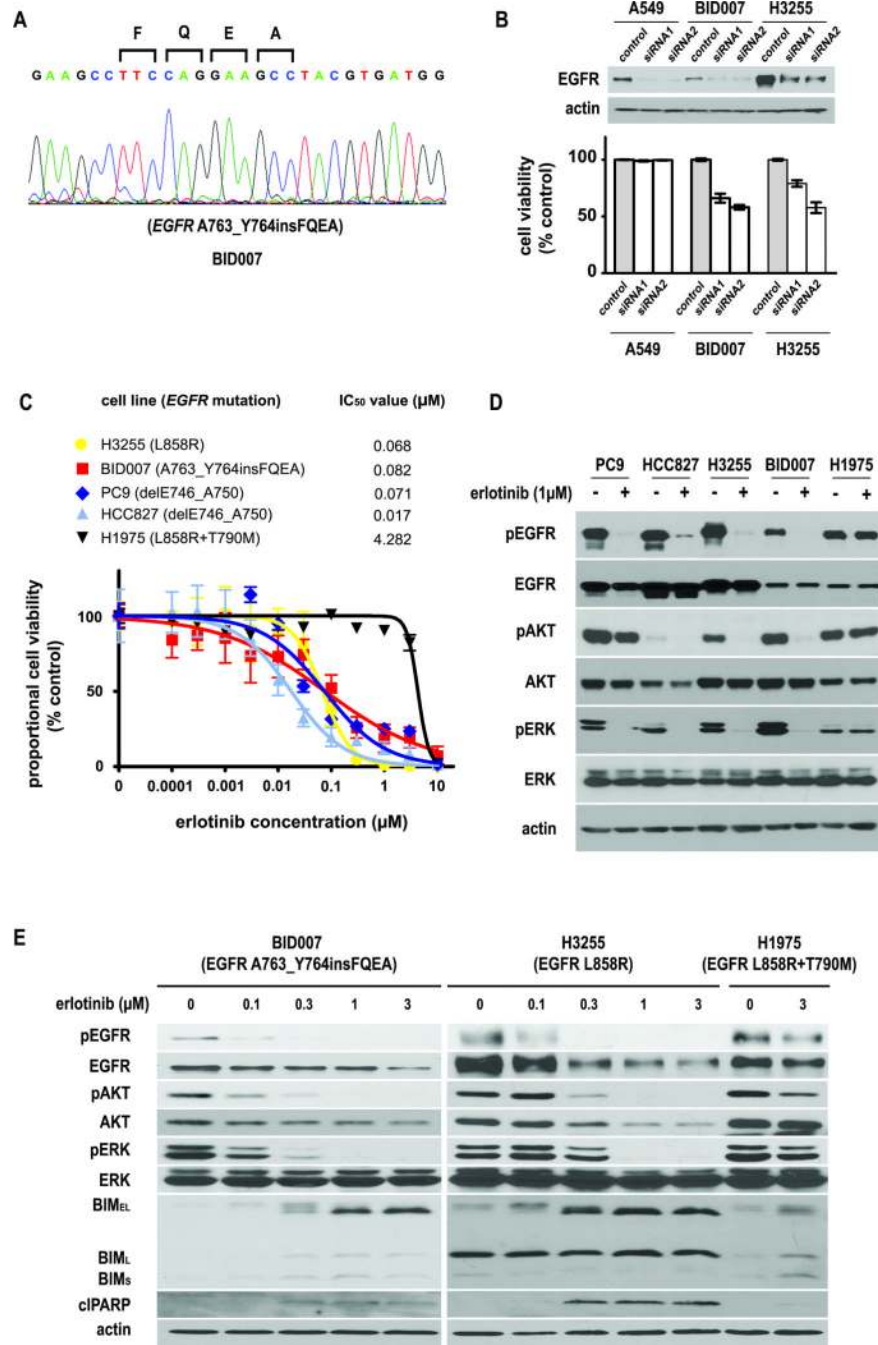 A
F Q E A
GAAGCCTTCCAGGAAGCCTACGTGATGG
(EGFR A763_Y764insFQEA)
BID007
B
A549 BID007 H3255
control siRNA1 siRNA2 control siRNA1 siRNA2 control siRNA1 siRNA2
EGFR
actin
cell viability
(% control)
100
50
0
control siRNA1 siRNA2 control siRNA1 siRNA2 control siRNA1 siRNA2
A549 BID007 H3255
C
cell line (EGFR mutation) IC50 value (µM)
H3255 (L858R) 0.068
BID007 (A763_Y764insFQEA) 0.082
PC9 (delE746_A750) 0.071
HCC827 (delE746_A750) 0.017
H1975 (L858R+T790M) 4.282
proportional cell viability
(% control)
100
50
0
0 0.0001 0.001 0.01 0.1 1 10
erlotinib concentration (µM)
D
PC9 HCC827 H3255 BID007 H1975
erlotinib (1µM) - + - + - + - + - +
pEGFR
EGFR
pAKT
AKT
pERK
ERK
actin
E
BID007 H3255 H1975
(EGFR A763_Y764insFQEA) (EGFR L858R) (EGFR L858R+T790M)
erlotinib (µM) 0 0.1 0.3 1 3 0 0.1 0.3 1 3 0 3
pEGFR
EGFR
pAKT
AKT
pERK
ERK
BIMEL
BIML
BIMS
clPARP
actin